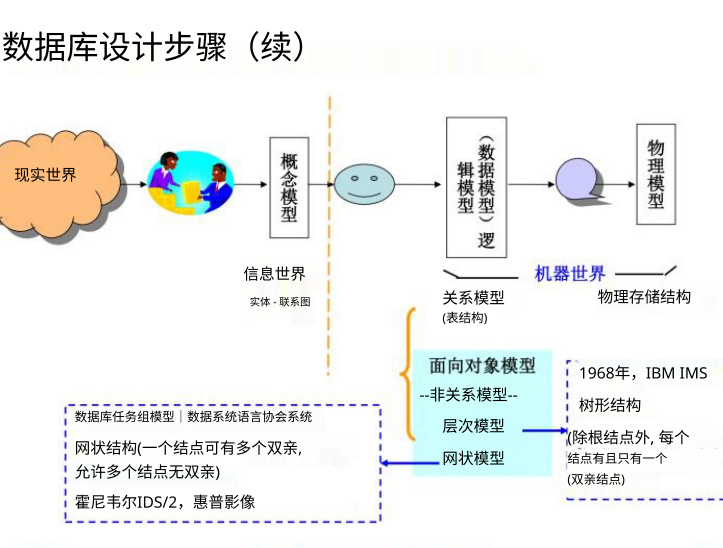 数据库设计步骤（续）
现实世界
概念模型
（数据模型）逻
辑模型
物理模型
信息世界
实体 - 联系图
机器世界
关系模型
(表结构)
物理存储结构
面向对象模型
--非关系模型--
层次模型
网状模型
1968年，IBM IMS
树形结构
(除根结点外, 每个
结点有且只有一个
(双亲结点)
数据库任务组模型｜数据系统语言协会系统
网状结构(一个结点可有多个双亲,
允许多个结点无双亲)
霍尼韦尔IDS/2，惠普影像